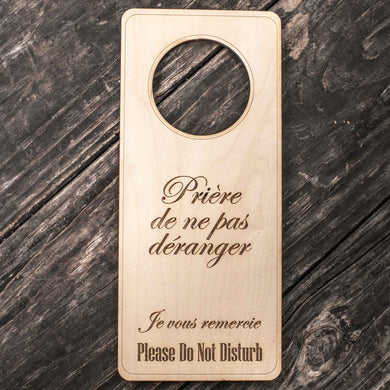 Prière
de ne pas
déranger
Je vous remercie
Please Do Not Disturb